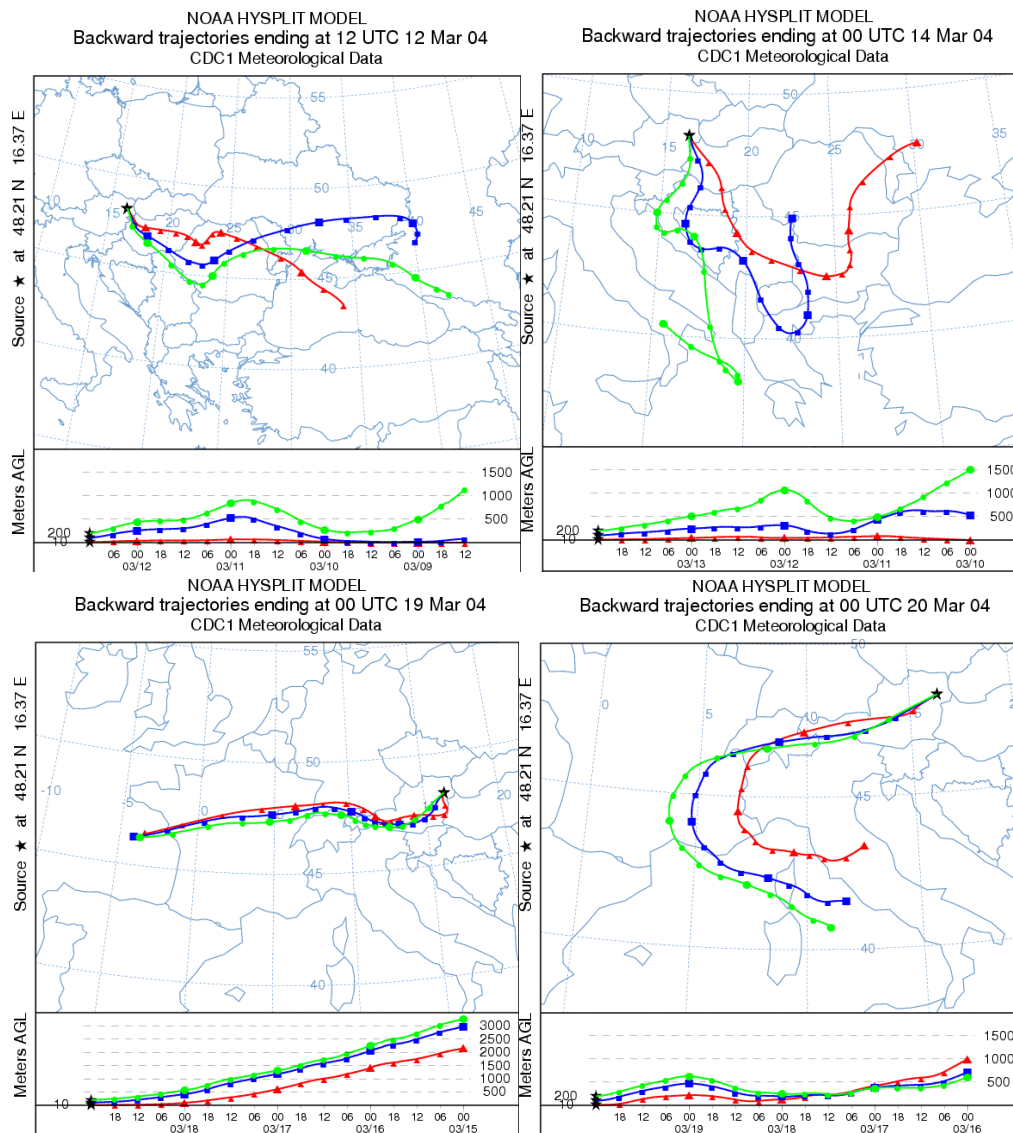 NOAA HYSPLIT MODEL
Backward trajectories ending at 12 UTC 12 Mar 04
CDC1 Meteorological Data
Source ★ at 48.21 N 16.37 E
55
50
10 15 20 25 30 35 40 45
45
40
Meters AGL
1500
1000
500
200
10
06 00 18 12 06 00 18 12 06 00 18 12 06 00 18 12
03/12 03/11 03/10 03/09
NOAA HYSPLIT MODEL
Backward trajectories ending at 00 UTC 14 Mar 04
CDC1 Meteorological Data
Source ★ at 48.21 N 16.37 E
50
10 15 20 25 30 35
45
40
Meters AGL
1500
1000
500
200
10
18 12 06 00 18 12 06 00 18 12 06 00 18 12 06 00
03/13 03/12 03/11 03/10
NOAA HYSPLIT MODEL
Backward trajectories ending at 00 UTC 19 Mar 04
CDC1 Meteorological Data
Source ★ at 48.21 N 16.37 E
55
50
-10 -5 0 15 20
45
40
Meters AGL
3000
2500
2000
1500
1000
500
10
18 12 06 00 18 12 06 00 18 12 06 00 18 12 06 00
03/18 03/17 03/16 03/15
NOAA HYSPLIT MODEL
Backward trajectories ending at 00 UTC 20 Mar 04
CDC1 Meteorological Data
Source ★ at 48.21 N 16.37 E
50
0 5 10 15
45
40
Meters AGL
1500
1000
500
200
10
18 12 06 00 18 12 06 00 18 12 06 00 18 12 06 00
03/19 03/18 03/17 03/16